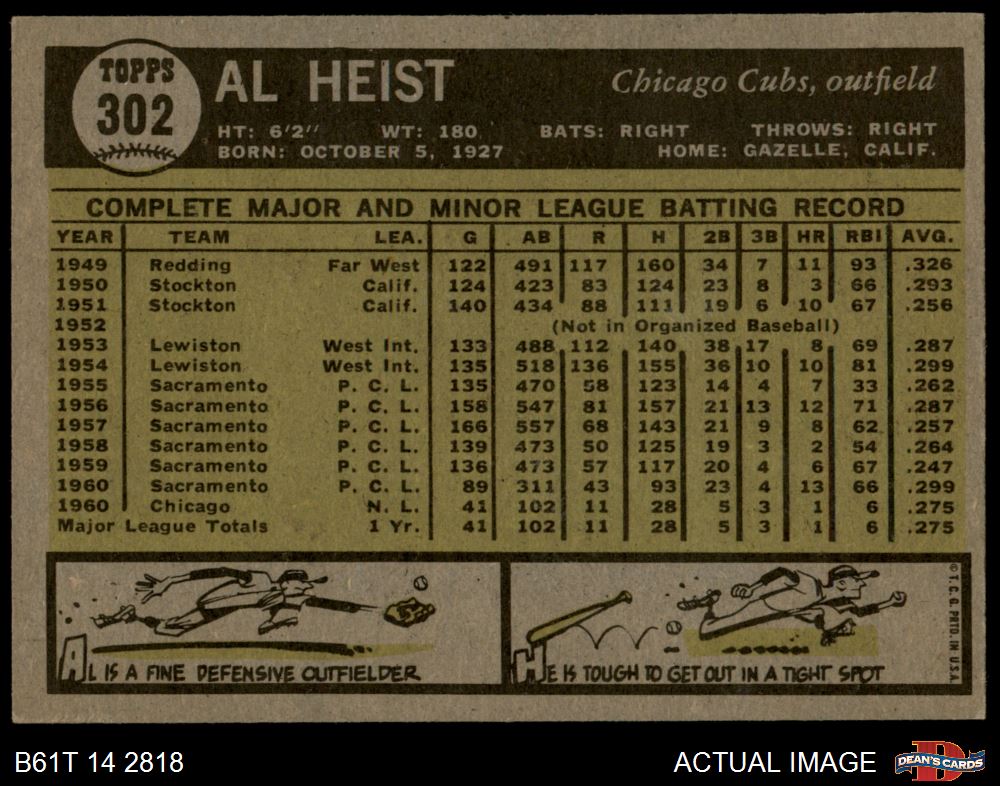 TOPPS
302
AL HEIST
Chicago Cubs, outfield
HT: 6'2" WT: 180 BATS: RIGHT THROWS: RIGHT
BORN: OCTOBER 5, 1927 HOME: GAZELLE, CALIF.
COMPLETE MAJOR AND MINOR LEAGUE BATTING RECORD
YEAR TEAM LEA. G AB R H 2B 3B HR RBI AVG.
1949 Redding Far West 122 491 117 160 34 7 11 93 .326
1950 Stockton Calif. 124 423 83 124 23 8 3 66 .293
1951 Stockton Calif. 140 434 88 111 19 6 10 67 .256
1952 (Not in Organized Baseball)
1953 Lewiston West Int. 133 488 112 140 38 17 8 69 .287
1954 Lewiston West Int. 135 518 136 155 36 10 10 81 .299
1955 Sacramento P. C. L. 135 470 58 123 14 4 7 33 .262
1956 Sacramento P. C. L. 158 547 81 157 21 13 12 71 .287
1957 Sacramento P. C. L. 166 557 68 143 21 9 8 62 .257
1958 Sacramento P. C. L. 139 473 50 125 19 3 2 54 .264
1959 Sacramento P. C. L. 136 473 57 117 20 4 6 67 .247
1960 Sacramento P. C. L. 89 311 43 93 23 4 13 66 .299
1960 Chicago N. L. 41 102 11 28 5 3 1 6 .275
Major League Totals 1 Yr. 41 102 11 28 5 3 1 6 .275
AL IS A FINE DEFENSIVE OUTFIELDER
HE IS TOUGH TO GET OUT IN A TIGHT SPOT
© T. C. G. PRTD. IN U.S.A.
B61T 14 2818
ACTUAL IMAGE
DEAN'S CARDS